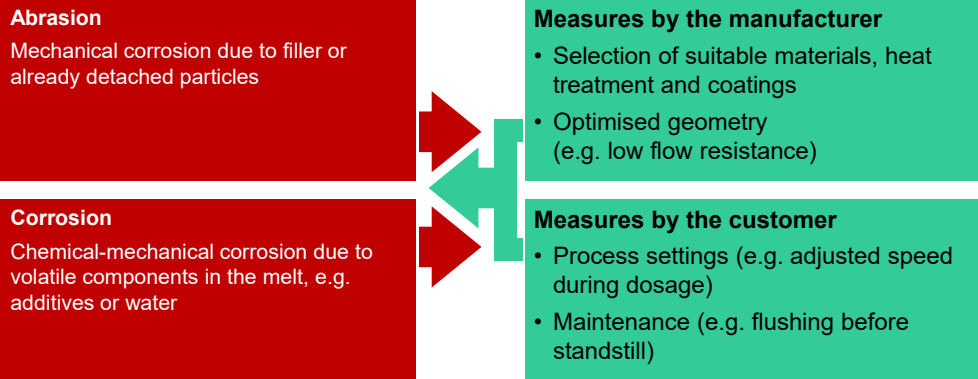 Abrasion
Mechanical corrosion due to filler or
already detached particles
Measures by the manufacturer
• Selection of suitable materials, heat
treatment and coatings
• Optimised geometry
(e.g. low flow resistance)
Corrosion
Chemical-mechanical corrosion due to
volatile components in the melt, e.g.
additives or water
Measures by the customer
• Process settings (e.g. adjusted speed
during dosage)
• Maintenance (e.g. flushing before
standstill)